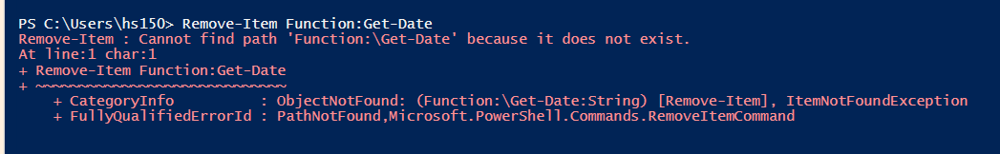 PS C:\Users\hs150> Remove-Item Function:Get-Date
Remove-Item : Cannot find path 'Function:\Get-Date' because it does not exist.
At line:1 char:1
+ Remove-Item Function:Get-Date
+ ~~~~~~~~~~~~~~~~~~~~~~~~~~~~~
    + CategoryInfo          : ObjectNotFound: (Function:\Get-Date:String) [Remove-Item], ItemNotFoundException
    + FullyQualifiedErrorId : PathNotFound,Microsoft.PowerShell.Commands.RemoveItemCommand